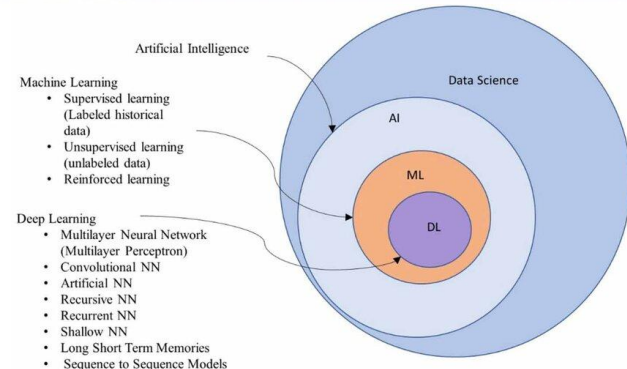 Artificial Intelligence
Machine Learning
• Supervised learning
(Labeled historical
data)
• Unsupervised learning
(unlabeled data)
• Reinforced learning
Deep Learning
• Multilayer Neural Network
(Multilayer Perceptron)
• Convolutional NN
• Artificial NN
• Recursive NN
• Recurrent NN
• Shallow NN
• Long Short Term Memories
• Sequence to Sequence Models
Data Science
AI
ML
DL